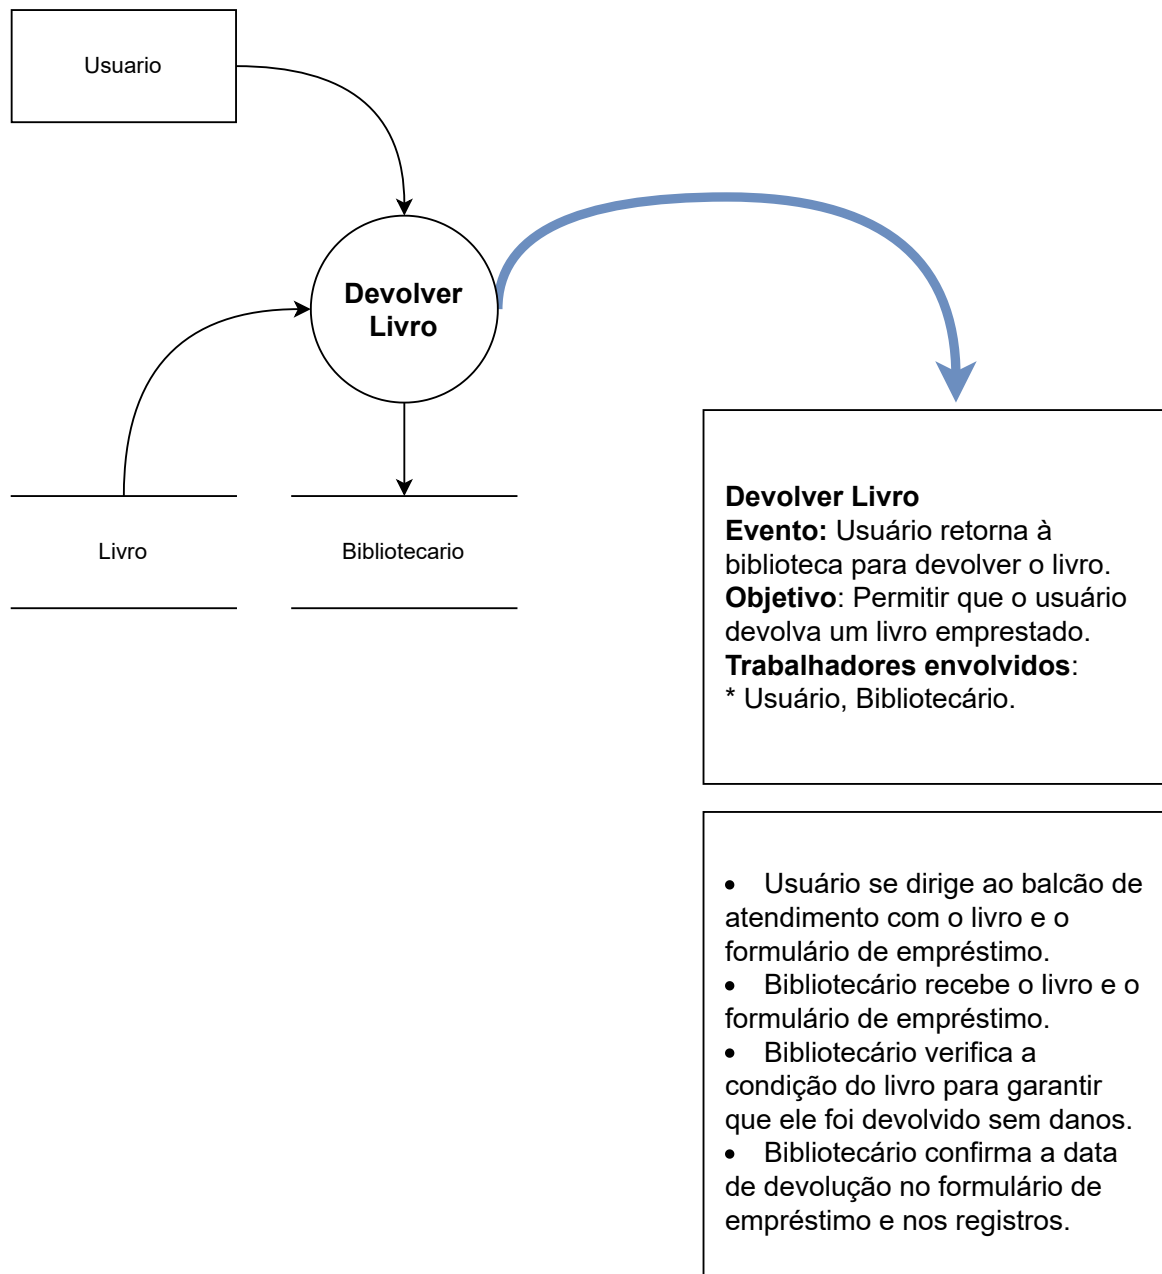 Usuario
Devolver
Livro
Livro
Bibliotecario
Devolver Livro
Evento: Usuário retorna à
biblioteca para devolver o livro.
Objetivo: Permitir que o usuário
devolva um livro emprestado.
Trabalhadores envolvidos:
* Usuário, Bibliotecário.
• Usuário se dirige ao balcão de
atendimento com o livro e o
formulário de empréstimo.
• Bibliotecário recebe o livro e o
formulário de empréstimo.
• Bibliotecário verifica a
condição do livro para garantir
que ele foi devolvido sem danos.
• Bibliotecário confirma a data
de devolução no formulário de
empréstimo e nos registros.